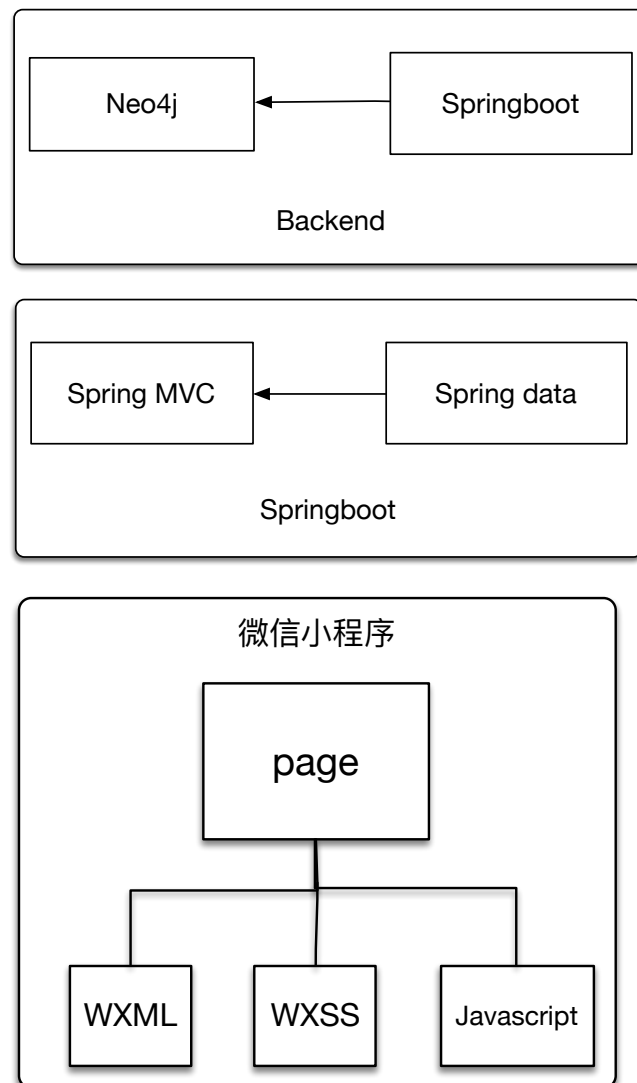 Neo4j
Springboot
Backend
Spring MVC
Spring data
Springboot
微信小程序
page
WXML
WXSS
Javascript